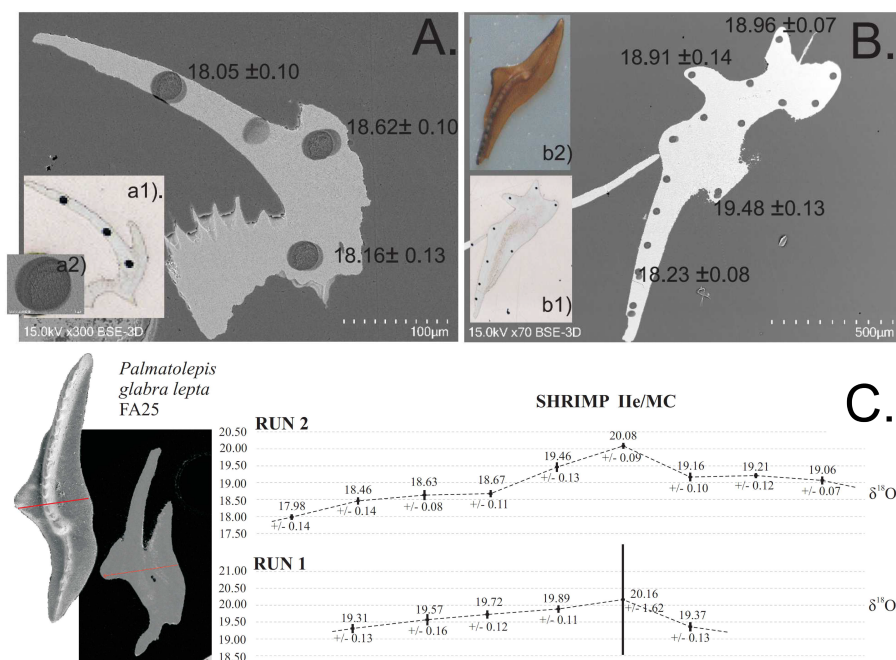 A.
18.05 ±0.10
18.62± 0.10
18.16± 0.13
a1).
a2)
15.0kV x300 BSE-3D
100µm
B.
18.96 ±0.07
18.91 ±0.14
19.48 ±0.13
18.23 ±0.08
b2)
b1)
15.0kV x70 BSE-3D
500µm
C.
Palmatolepis
glabra lepta
FA25
SHRIMP IIe/MC
RUN 2
20.50
20.00
19.50
19.00
18.50
18.00
17.50
17.98
+/- 0.14
18.46
+/- 0.14
18.63
+/- 0.08
18.67
+/- 0.11
19.46
+/- 0.13
20.08
+/- 0.09
19.16
+/- 0.10
19.21
+/- 0.12
19.06
+/- 0.07
δ¹⁸O
RUN 1
21.00
20.50
20.00
19.50
19.00
18.50
19.31
+/- 0.13
19.57
+/- 0.16
19.72
+/- 0.12
19.89
+/- 0.11
20.16
+/- 1.62
19.37
+/- 0.13
δ¹⁸O